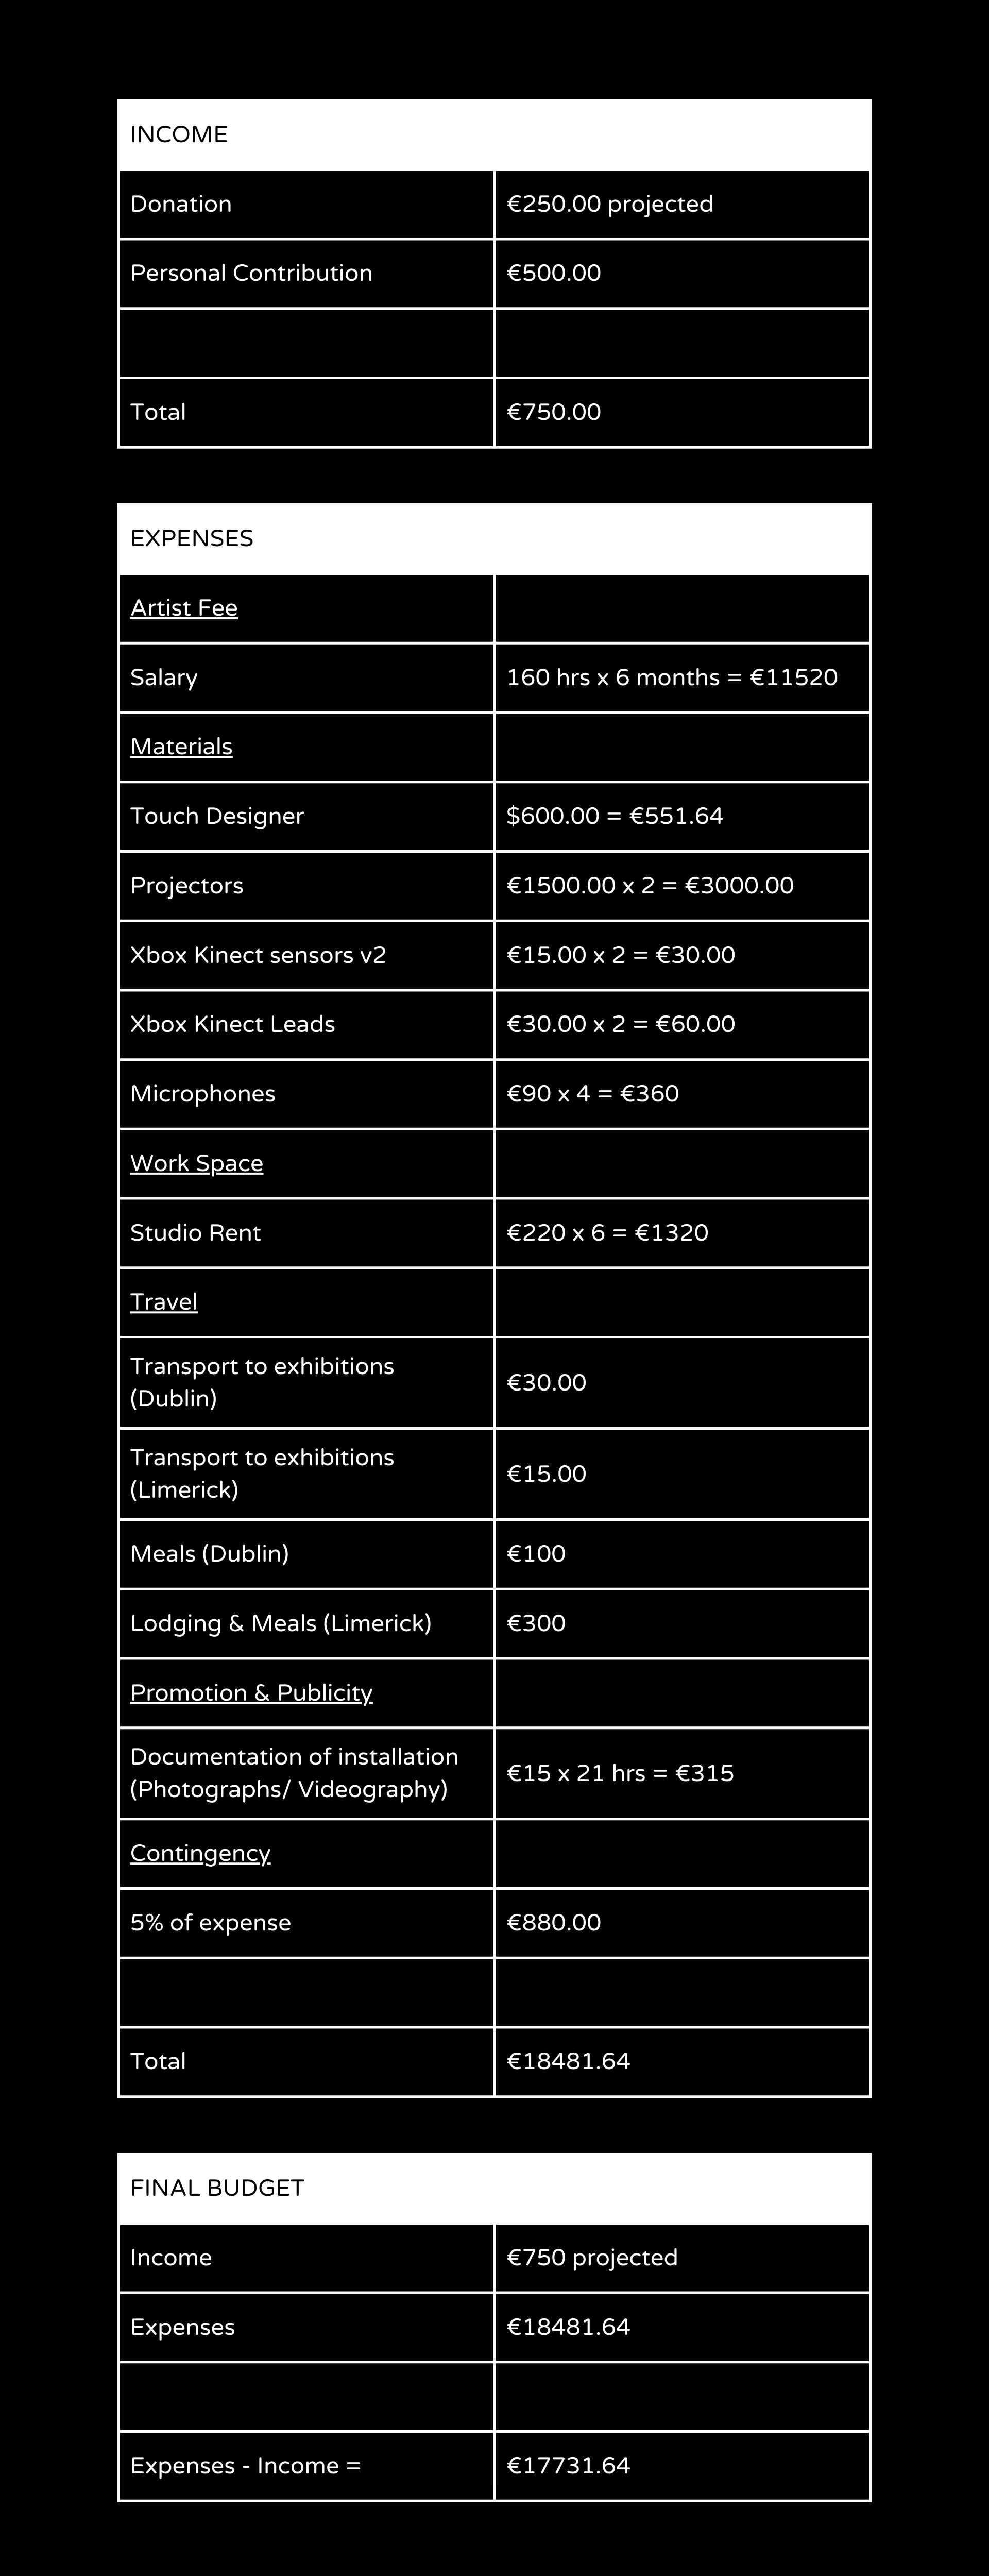 INCOME
Donation €250.00 projected
Personal Contribution €500.00
Total €750.00
EXPENSES
Artist Fee
Salary 160 hrs x 6 months = €11520
Materials
Touch Designer $600.00 = €551.64
Projectors €1500.00 x 2 = €3000.00
Xbox Kinect sensors v2 €15.00 x 2 = €30.00
Xbox Kinect Leads €30.00 x 2 = €60.00
Microphones €90 x 4 = €360
Work Space
Studio Rent €220 x 6 = €1320
Travel
Transport to exhibitions
(Dublin) €30.00
Transport to exhibitions
(Limerick) €15.00
Meals (Dublin) €100
Lodging & Meals (Limerick) €300
Promotion & Publicity
Documentation of installation
(Photographs/ Videography) €15 x 21 hrs = €315
Contingency
5% of expense €880.00
Total €18481.64
FINAL BUDGET
Income €750 projected
Expenses €18481.64
Expenses - Income = €17731.64